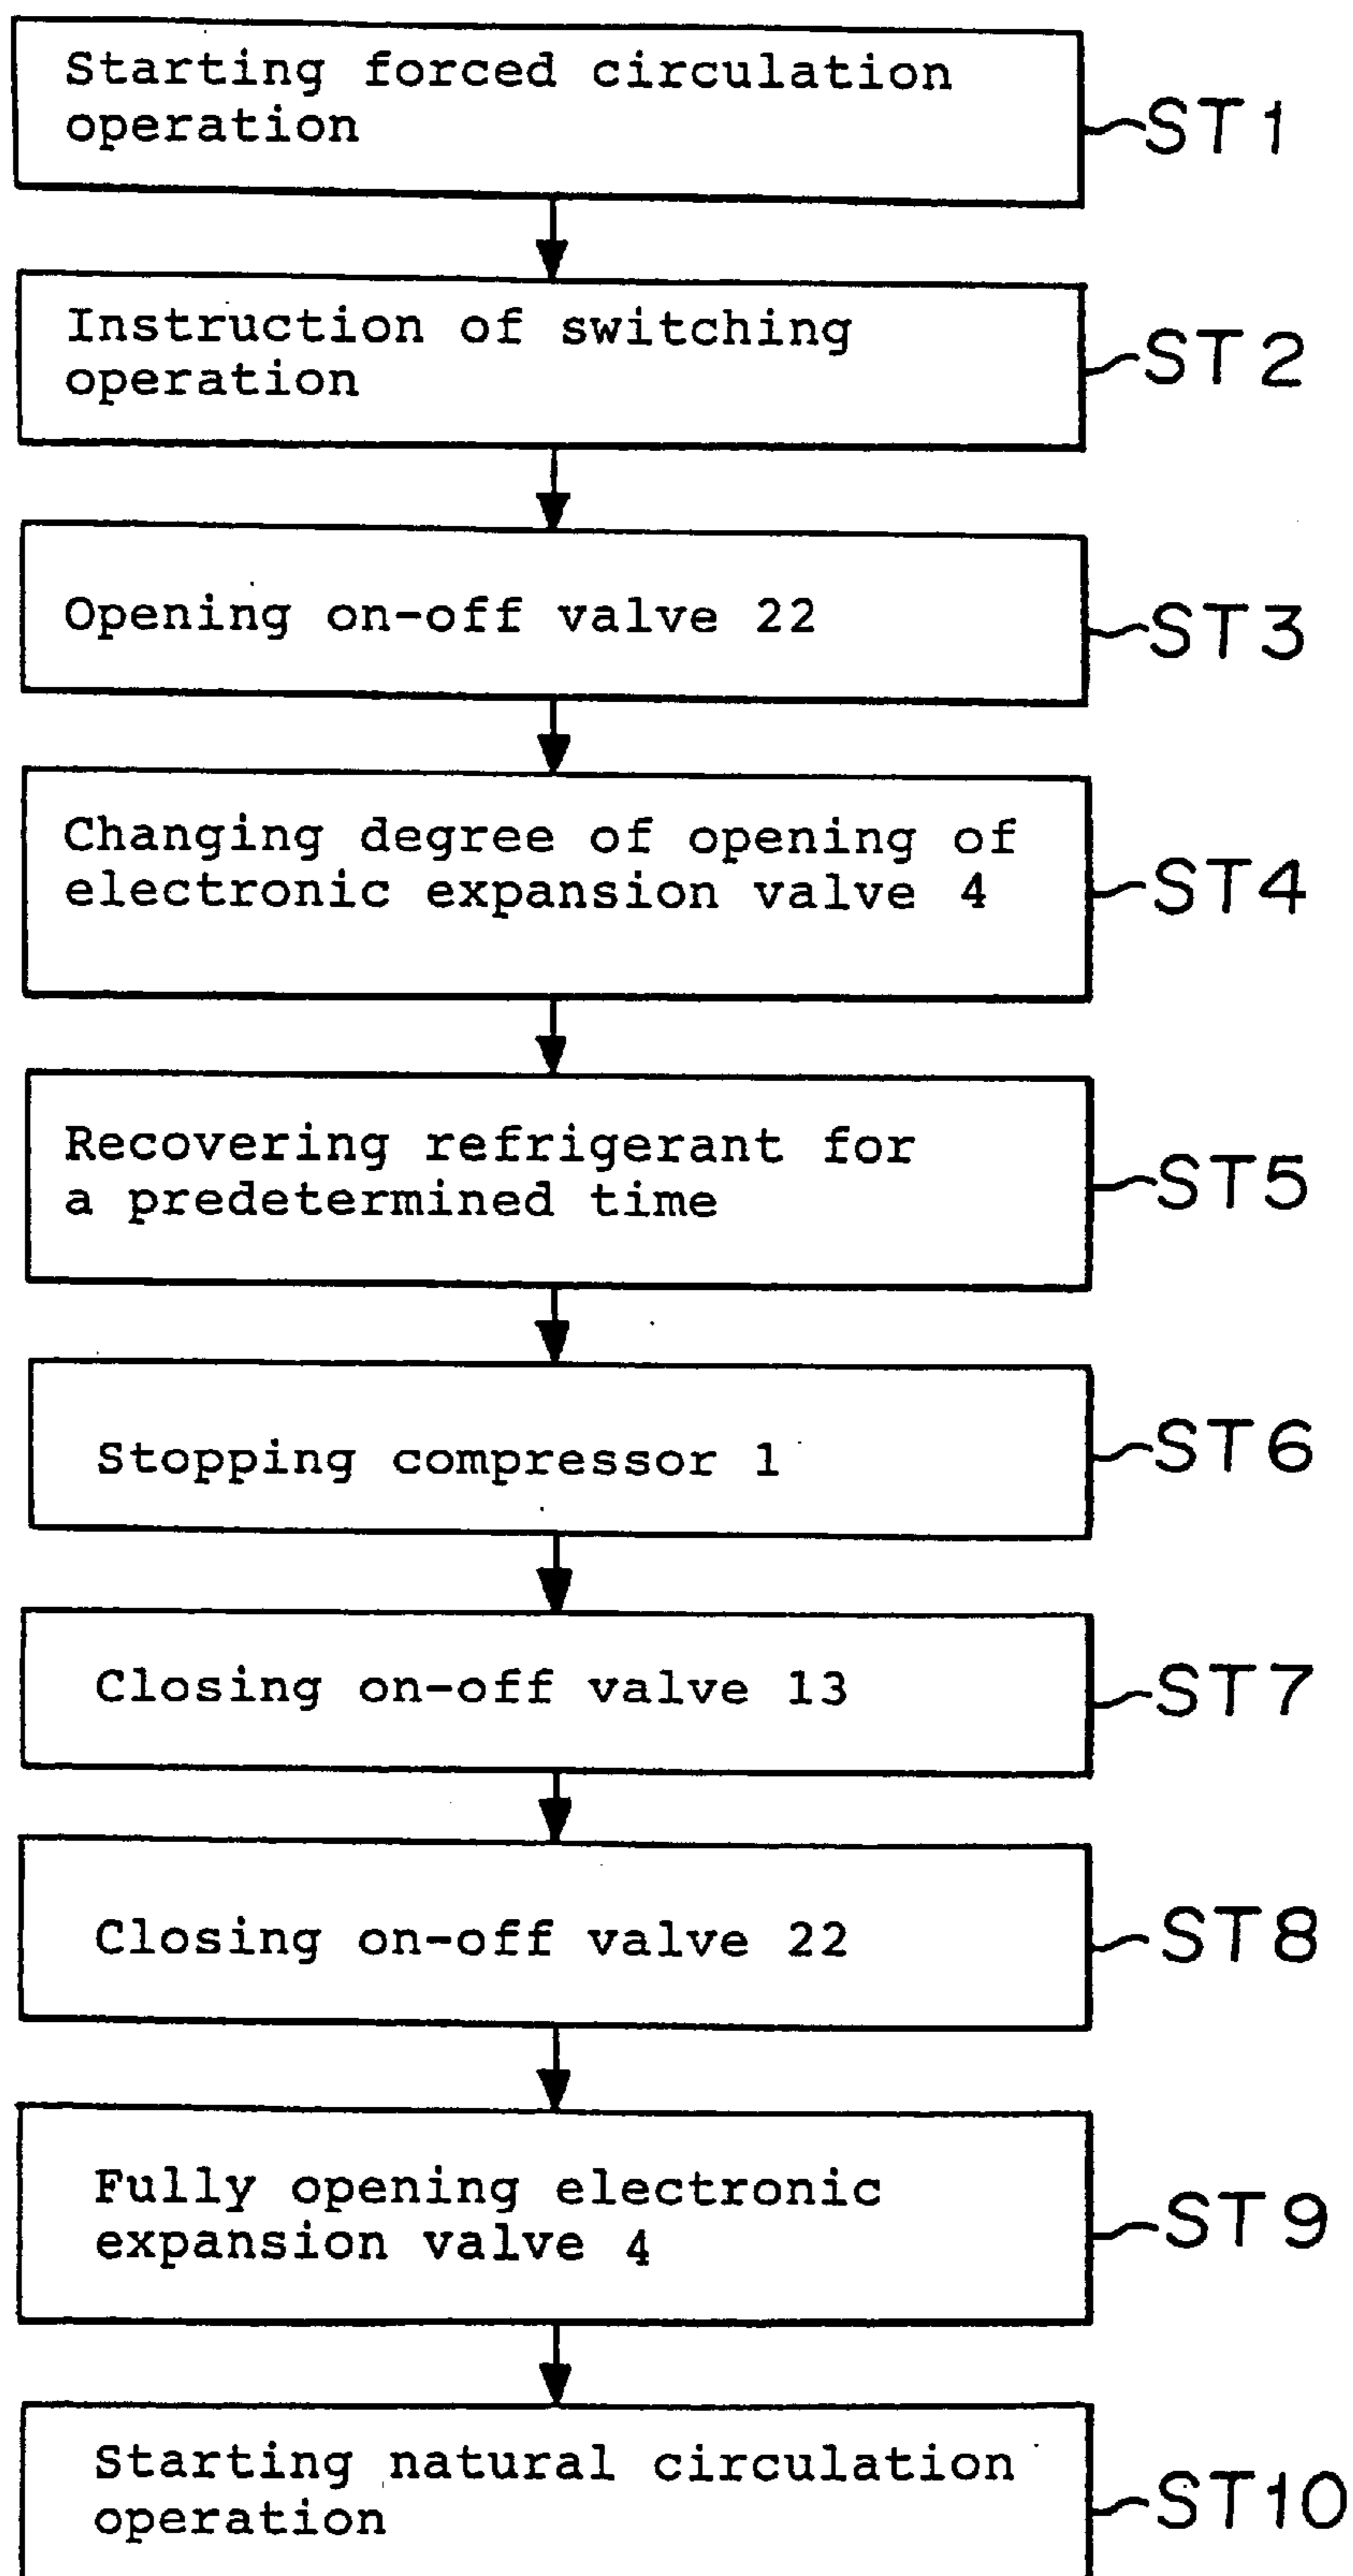 Starting forced circulation
operation
ST1
Instruction of switching
operation
ST2
Opening on-off valve 22
ST3
Changing degree of opening of
electronic expansion valve 4
ST4
Recovering refrigerant for
a predetermined time
ST5
Stopping compressor 1
ST6
Closing on-off valve 13
ST7
Closing on-off valve 22
ST8
Fully opening electronic
expansion valve 4
ST9
Starting natural circulation
operation
ST10